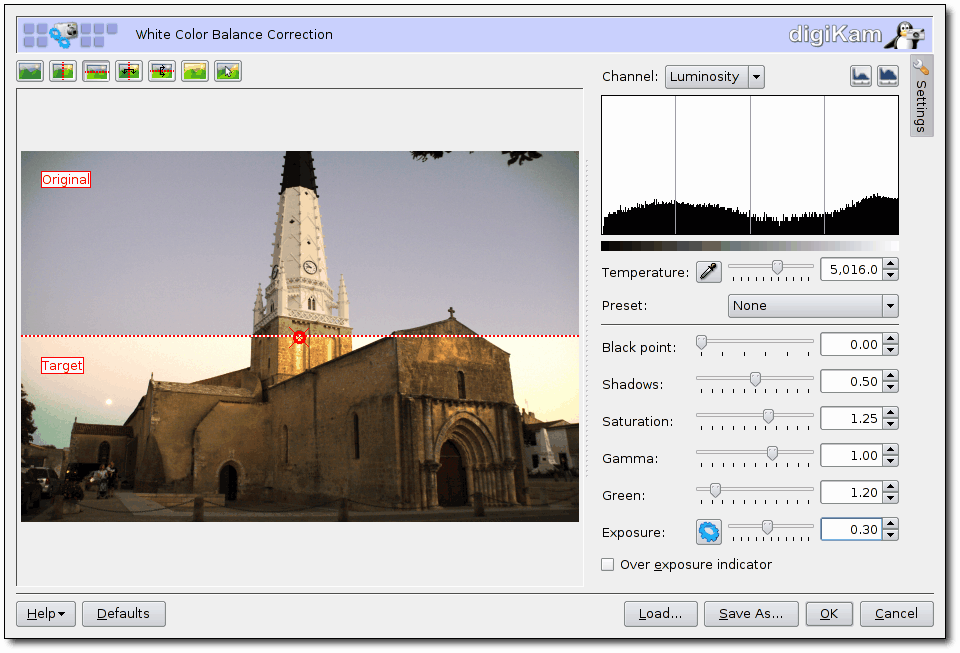 White Color Balance Correction
digiKam
Channel: Luminosity
Settings
Original
Target
Temperature: 5,016.0
Preset: None
Black point: 0.00
Shadows: 0.50
Saturation: 1.25
Gamma: 1.00
Green: 1.20
Exposure: 0.30
Over exposure indicator
Help Defaults Load... Save As... OK Cancel